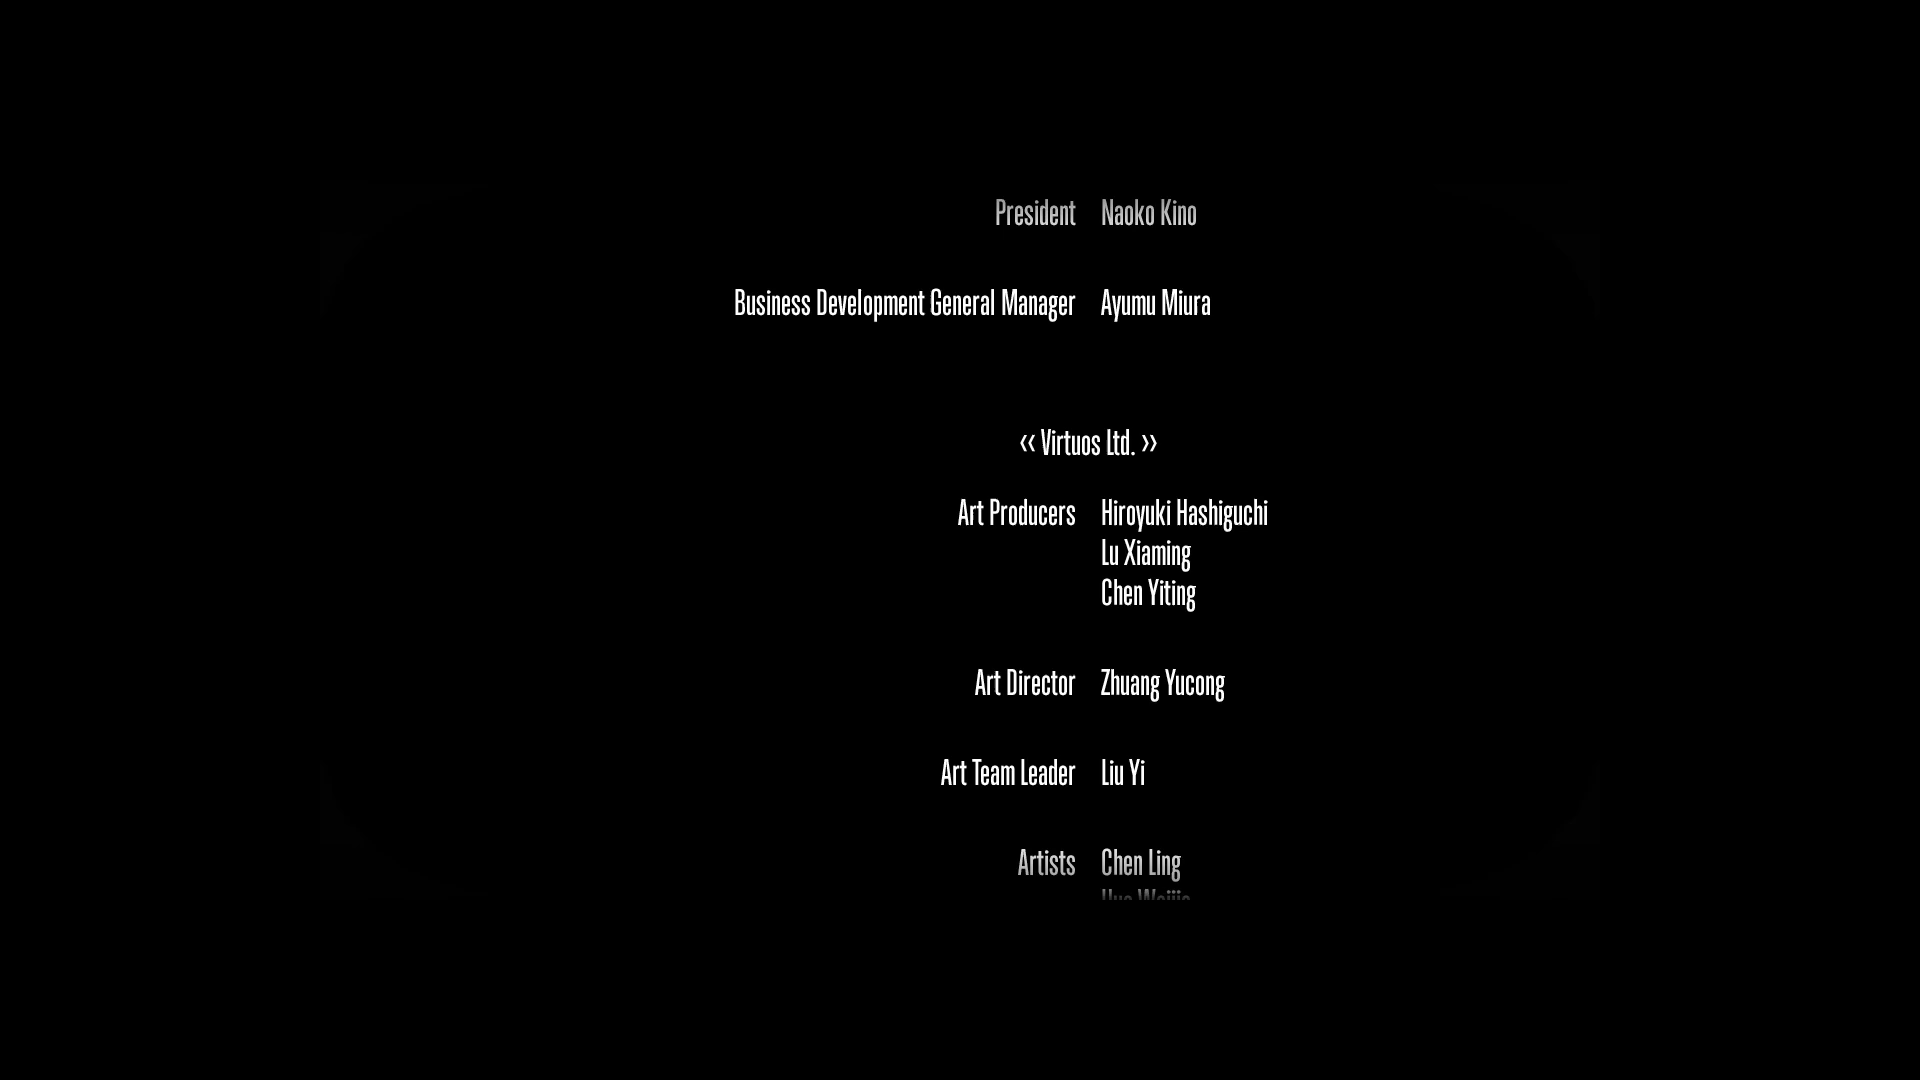 President Naoko Kino
Business Development General Manager Ayumu Miura
<< Virtuos Ltd. >>
Art Producers Hiroyuki Hashiguchi
Lu Xiaming
Chen Yiting
Art Director Zhuang Yucong
Art Team Leader Liu Yi
Artists Chen Ling